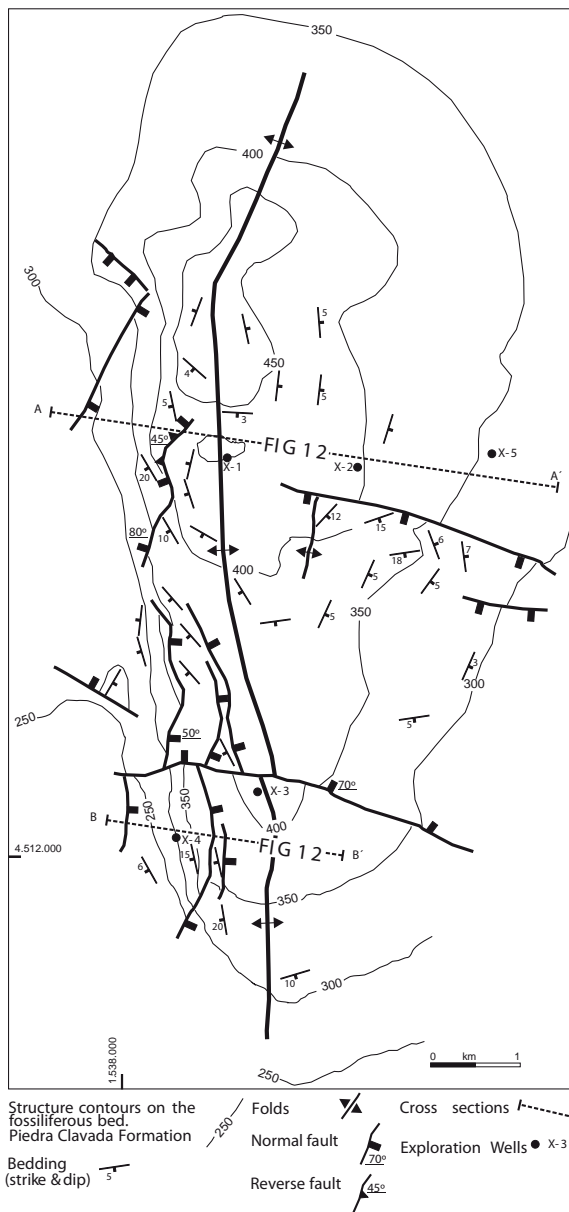 350
400
300
5
450
4
5
5
3
A
45º
FIG 12
X-1
X-2
X-5
A´
20
12
15
80º
10
6
7
18
5
5
400
5
350
3
300
250
5
50º
70º
X-3
250
350
400
B
FIG 12
B´
X-4
15
4.512.000
6
350
20
10
300
250
0 km 1
1.538.000
Structure contours on the
fossiliferous bed.
Piedra Clavada Formation
250
Folds
Cross sections
Normal fault
70º
Exploration Wells X-3
Bedding
(strike & dip)
5
Reverse fault
45º